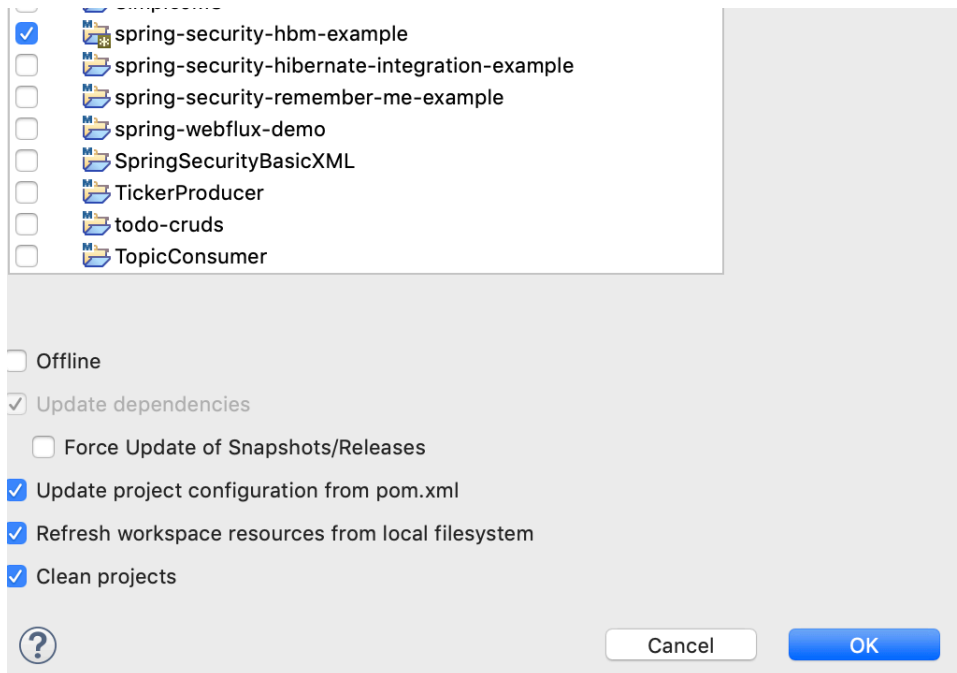 spring-security-hbm-example
spring-security-hibernate-integration-example
spring-security-remember-me-example
spring-webflux-demo
SpringSecurityBasicXML
TickerProducer
todo-cruds
TopicConsumer
Offline
Update dependencies
Force Update of Snapshots/Releases
Update project configuration from pom.xml
Refresh workspace resources from local filesystem
Clean projects
? Cancel OK